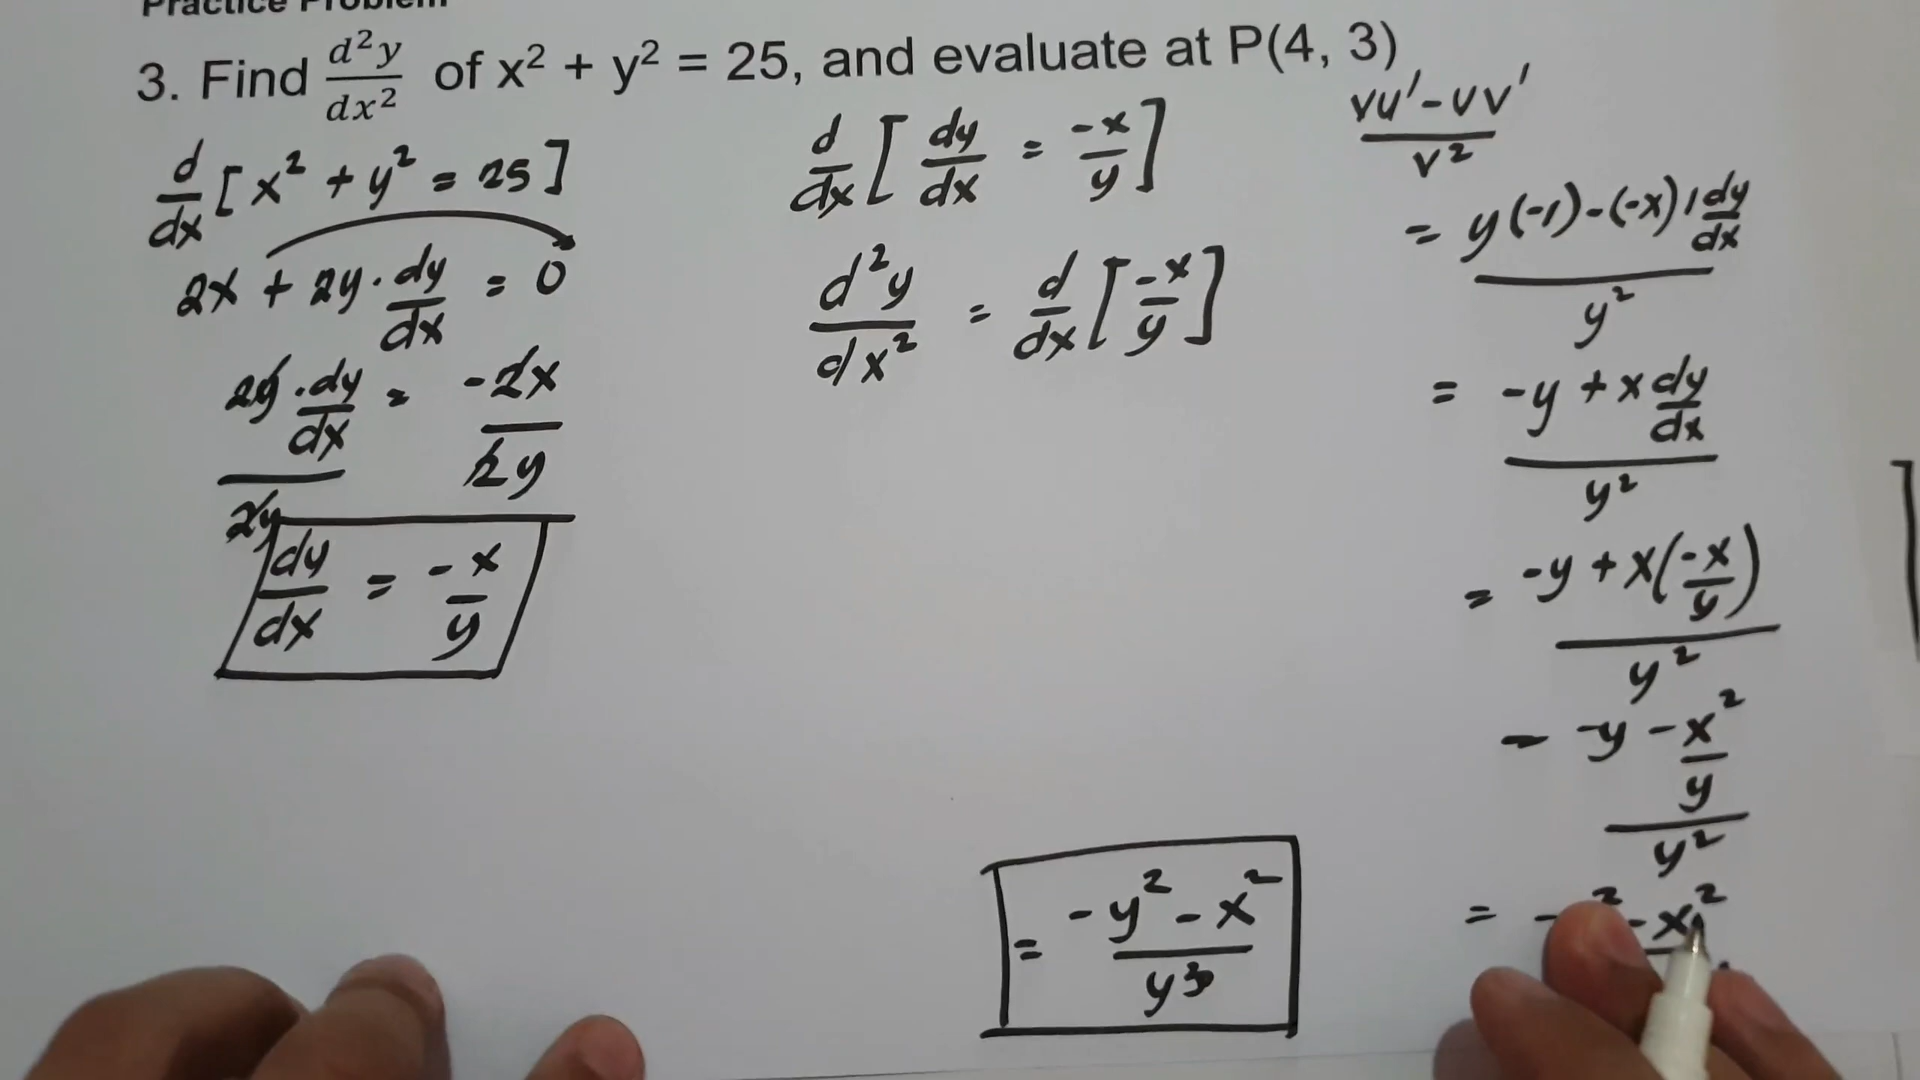 Practice Problem
3. Find d²y/dx² of x² + y² = 25, and evaluate at P(4, 3)
d/dx [x² + y² = 25]
2x + 2y · dy/dx = 0
2y · dy/dx = -2x
2y 2y
dy/dx = -x/y
d/dx [dy/dx = -x/y]
d²y/dx² = d/dx [-x/y]
vu' - uv'
v²
= y(-1) - (-x) 1 dy/dx
y²
= -y + x dy/dx
y²
= -y + x(-x/y)
y²
= -y - x²/y
y²
= - ² - x²
= -y² - x²
y³